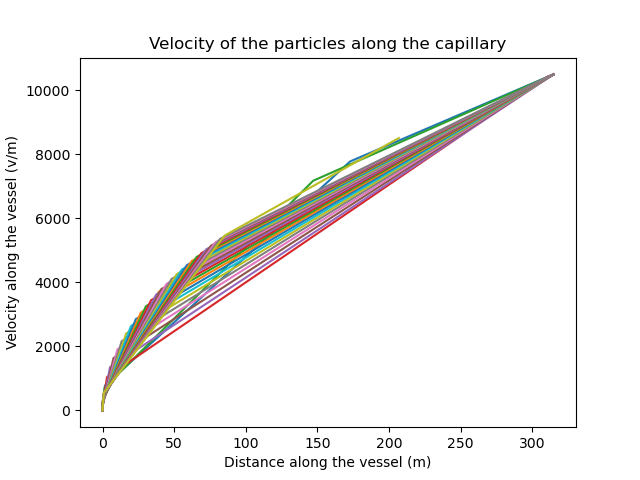 Velocity of the particles along the capillary
Velocity along the vessel (v/m)
10000
8000
6000
4000
2000
0
0 50 100 150 200 250 300
Distance along the vessel (m)